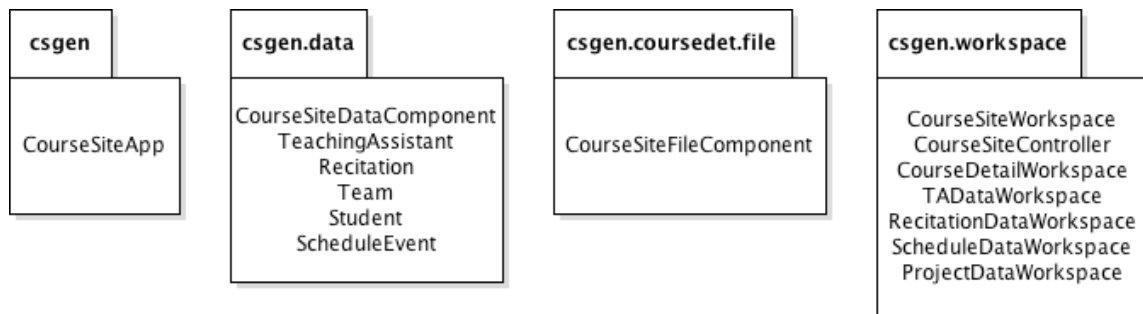 csgen
CourseSiteApp
csgen.data
CourseSiteDataComponent
TeachingAssistant
Recitation
Team
Student
ScheduleEvent
csgen.coursedet.file
CourseSiteFileComponent
csgen.workspace
CourseSiteWorkspace
CourseSiteController
CourseDetailWorkspace
TADataWorkspace
RecitationDataWorkspace
ScheduleDataWorkspace
ProjectDataWorkspace